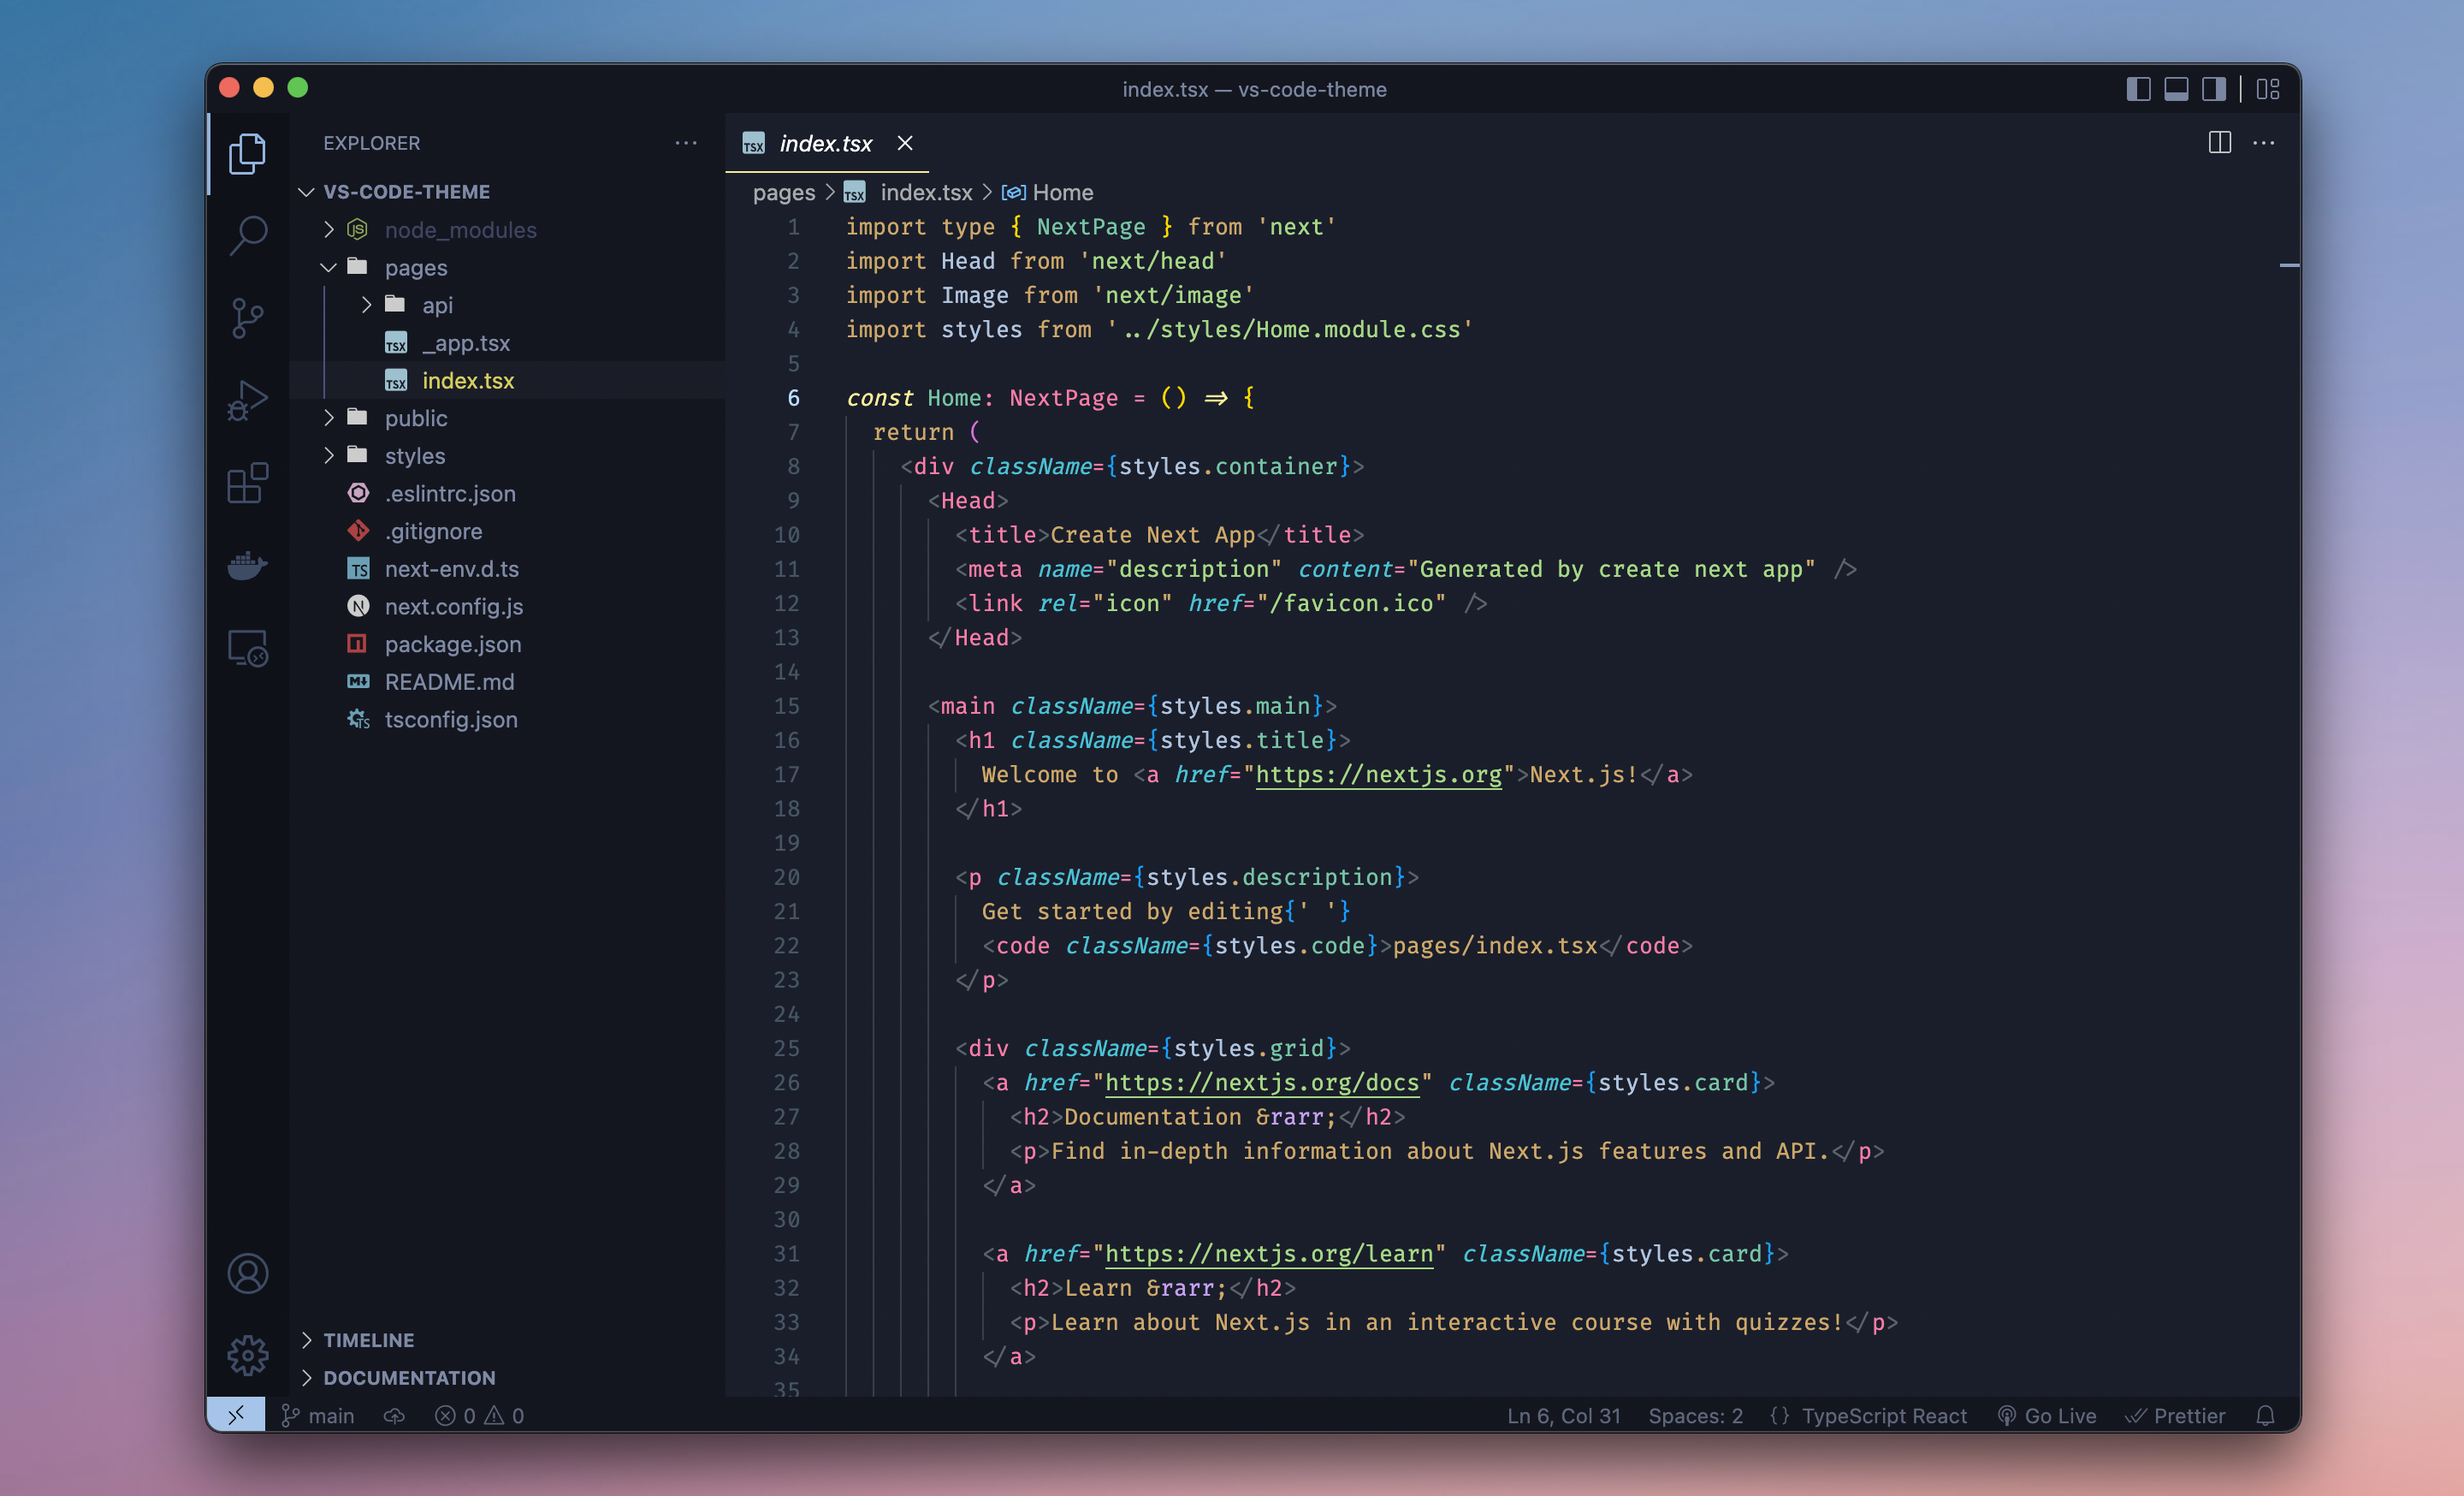 index.tsx — vs-code-theme
EXPLORER
VS-CODE-THEME
node_modules
pages
api
TSX _app.tsx
TSX index.tsx
public
styles
.eslintrc.json
.gitignore
TS next-env.d.ts
N next.config.js
package.json
README.md
TS tsconfig.json
TIMELINE
DOCUMENTATION
TSX index.tsx
pages > TSX index.tsx > Home
1 import type { NextPage } from 'next'
2 import Head from 'next/head'
3 import Image from 'next/image'
4 import styles from '../styles/Home.module.css'
5
6 const Home: NextPage = () => {
7 return (
8 <div className={styles.container}>
9 <Head>
10 <title>Create Next App</title>
11 <meta name="description" content="Generated by create next app" />
12 <link rel="icon" href="/favicon.ico" />
13 </Head>
14
15 <main className={styles.main}>
16 <h1 className={styles.title}>
17 Welcome to <a href="https://nextjs.org">Next.js!</a>
18 </h1>
19
20 <p className={styles.description}>
21 Get started by editing{' '}
22 <code className={styles.code}>pages/index.tsx</code>
23 </p>
24
25 <div className={styles.grid}>
26 <a href="https://nextjs.org/docs" className={styles.card}>
27 <h2>Documentation &rarr;</h2>
28 <p>Find in-depth information about Next.js features and API.</p>
29 </a>
30
31 <a href="https://nextjs.org/learn" className={styles.card}>
32 <h2>Learn &rarr;</h2>
33 <p>Learn about Next.js in an interactive course with quizzes!</p>
34 </a>
35
main 0 0 Ln 6, Col 31 Spaces: 2 {} TypeScript React Go Live Prettier